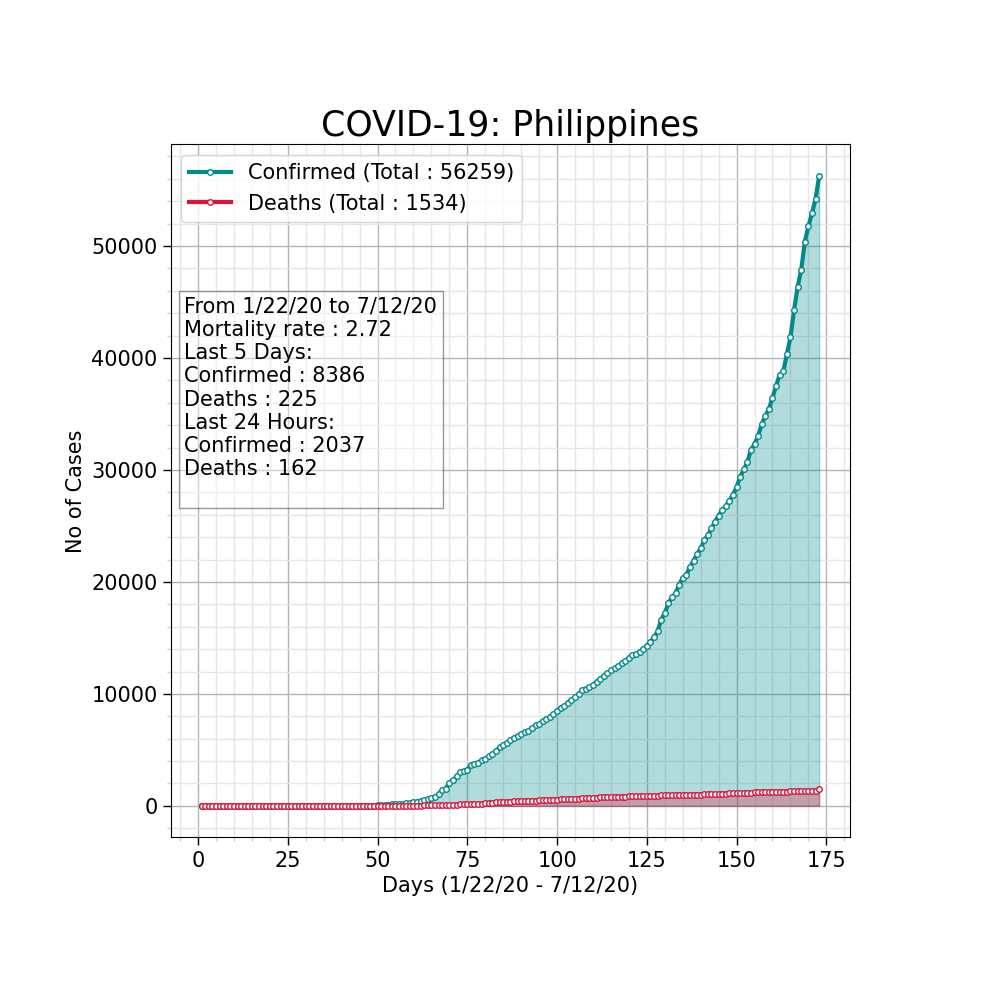 COVID-19: Philippines
Confirmed (Total : 56259)
Deaths (Total : 1534)
From 1/22/20 to 7/12/20
Mortality rate : 2.72
Last 5 Days:
Confirmed : 8386
Deaths : 225
Last 24 Hours:
Confirmed : 2037
Deaths : 162
No of Cases
50000
40000
30000
20000
10000
0
0 25 50 75 100 125 150 175
Days (1/22/20 - 7/12/20)